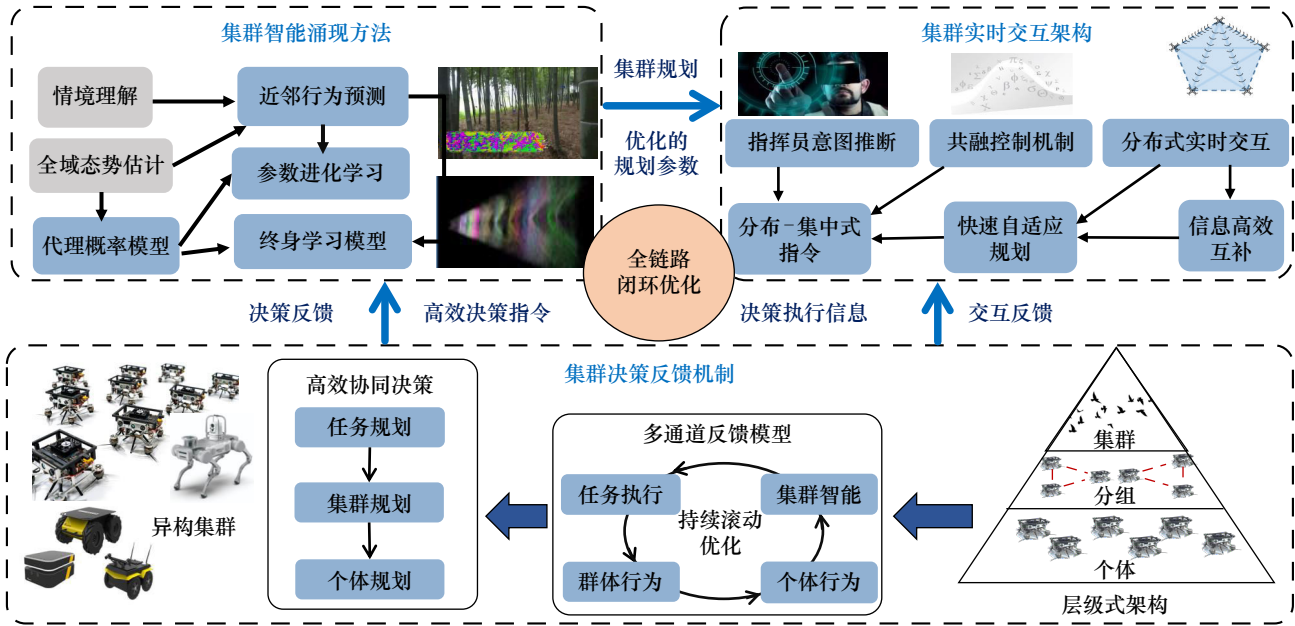 集群智能涌现方法
情境理解
近邻行为预测
全域态势估计
参数进化学习
代理概率模型
终身学习模型
集群规划
优化的
规划参数
集群实时交互架构
指挥员意图推断
共融控制机制
分布式实时交互
分布-集中式
指令
快速自适应
规划
信息高效
互补
全链路
闭环优化
决策反馈
高效决策指令
决策执行信息
交互反馈
集群决策反馈机制
异构集群
高效协同决策
任务规划
集群规划
个体规划
多通道反馈模型
任务执行
集群智能
持续滚动
优化
群体行为
个体行为
集群
分组
个体
层级式架构